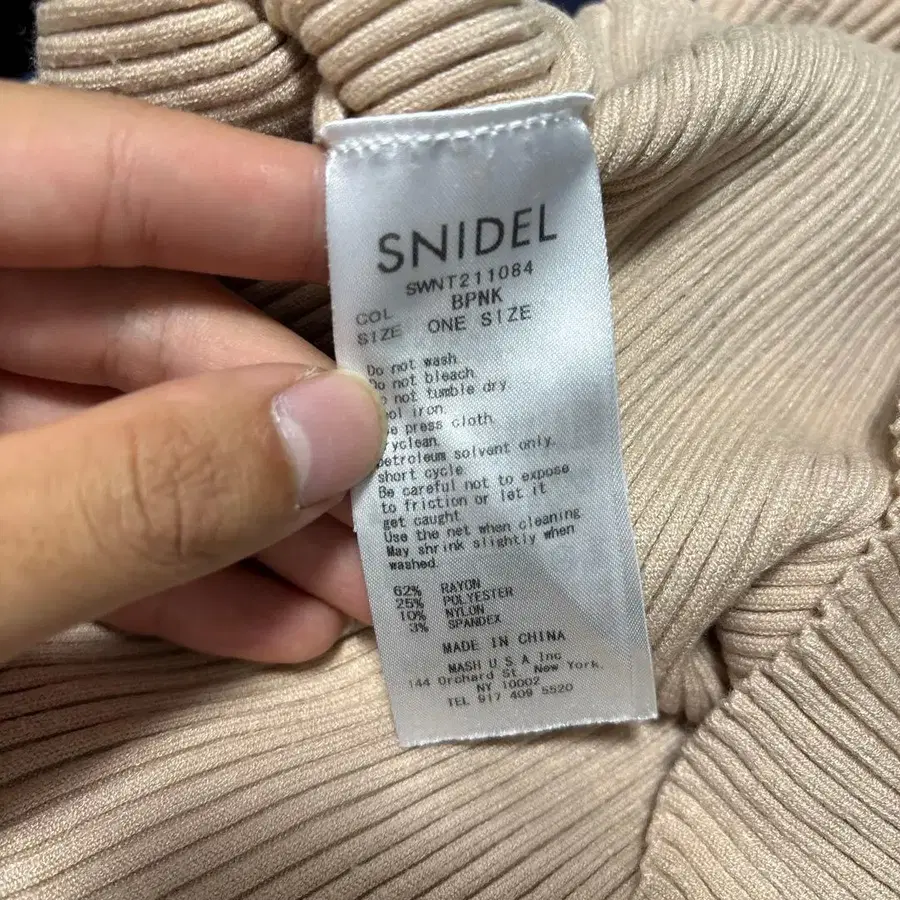 SNIDEL
SWNT211084
COL BPNK
SIZE ONE SIZE
Do not wash.
Do not bleach.
not tumble dry.
iron.
press cloth.
petroleum solvent only.
short cycle.
Be careful not to expose
to friction or let it
get caught.
Use the net when cleaning
May shrink slightly when
washed.
62% RAYON
25% POLYESTER
10% NYLON
3% SPANDEX
MADE IN CHINA
MASH U S A Inc
144 Orchard St. New York,
NY 10002
TEL 917 409 5520